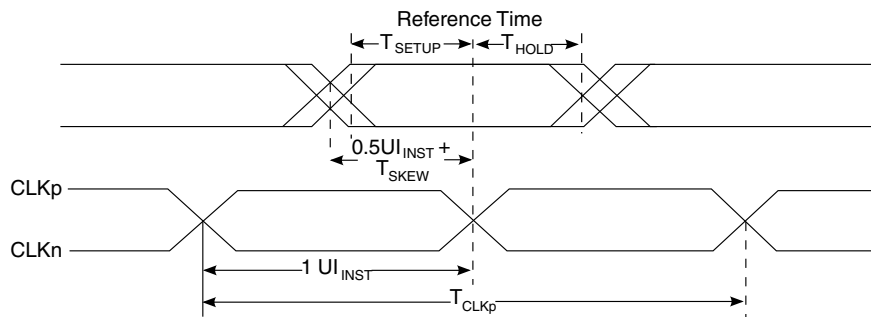 Reference Time
TSETUP THOLD
0.5UIINST +
TSKEW
CLKp
CLKn
1 UIINST
TCLKp